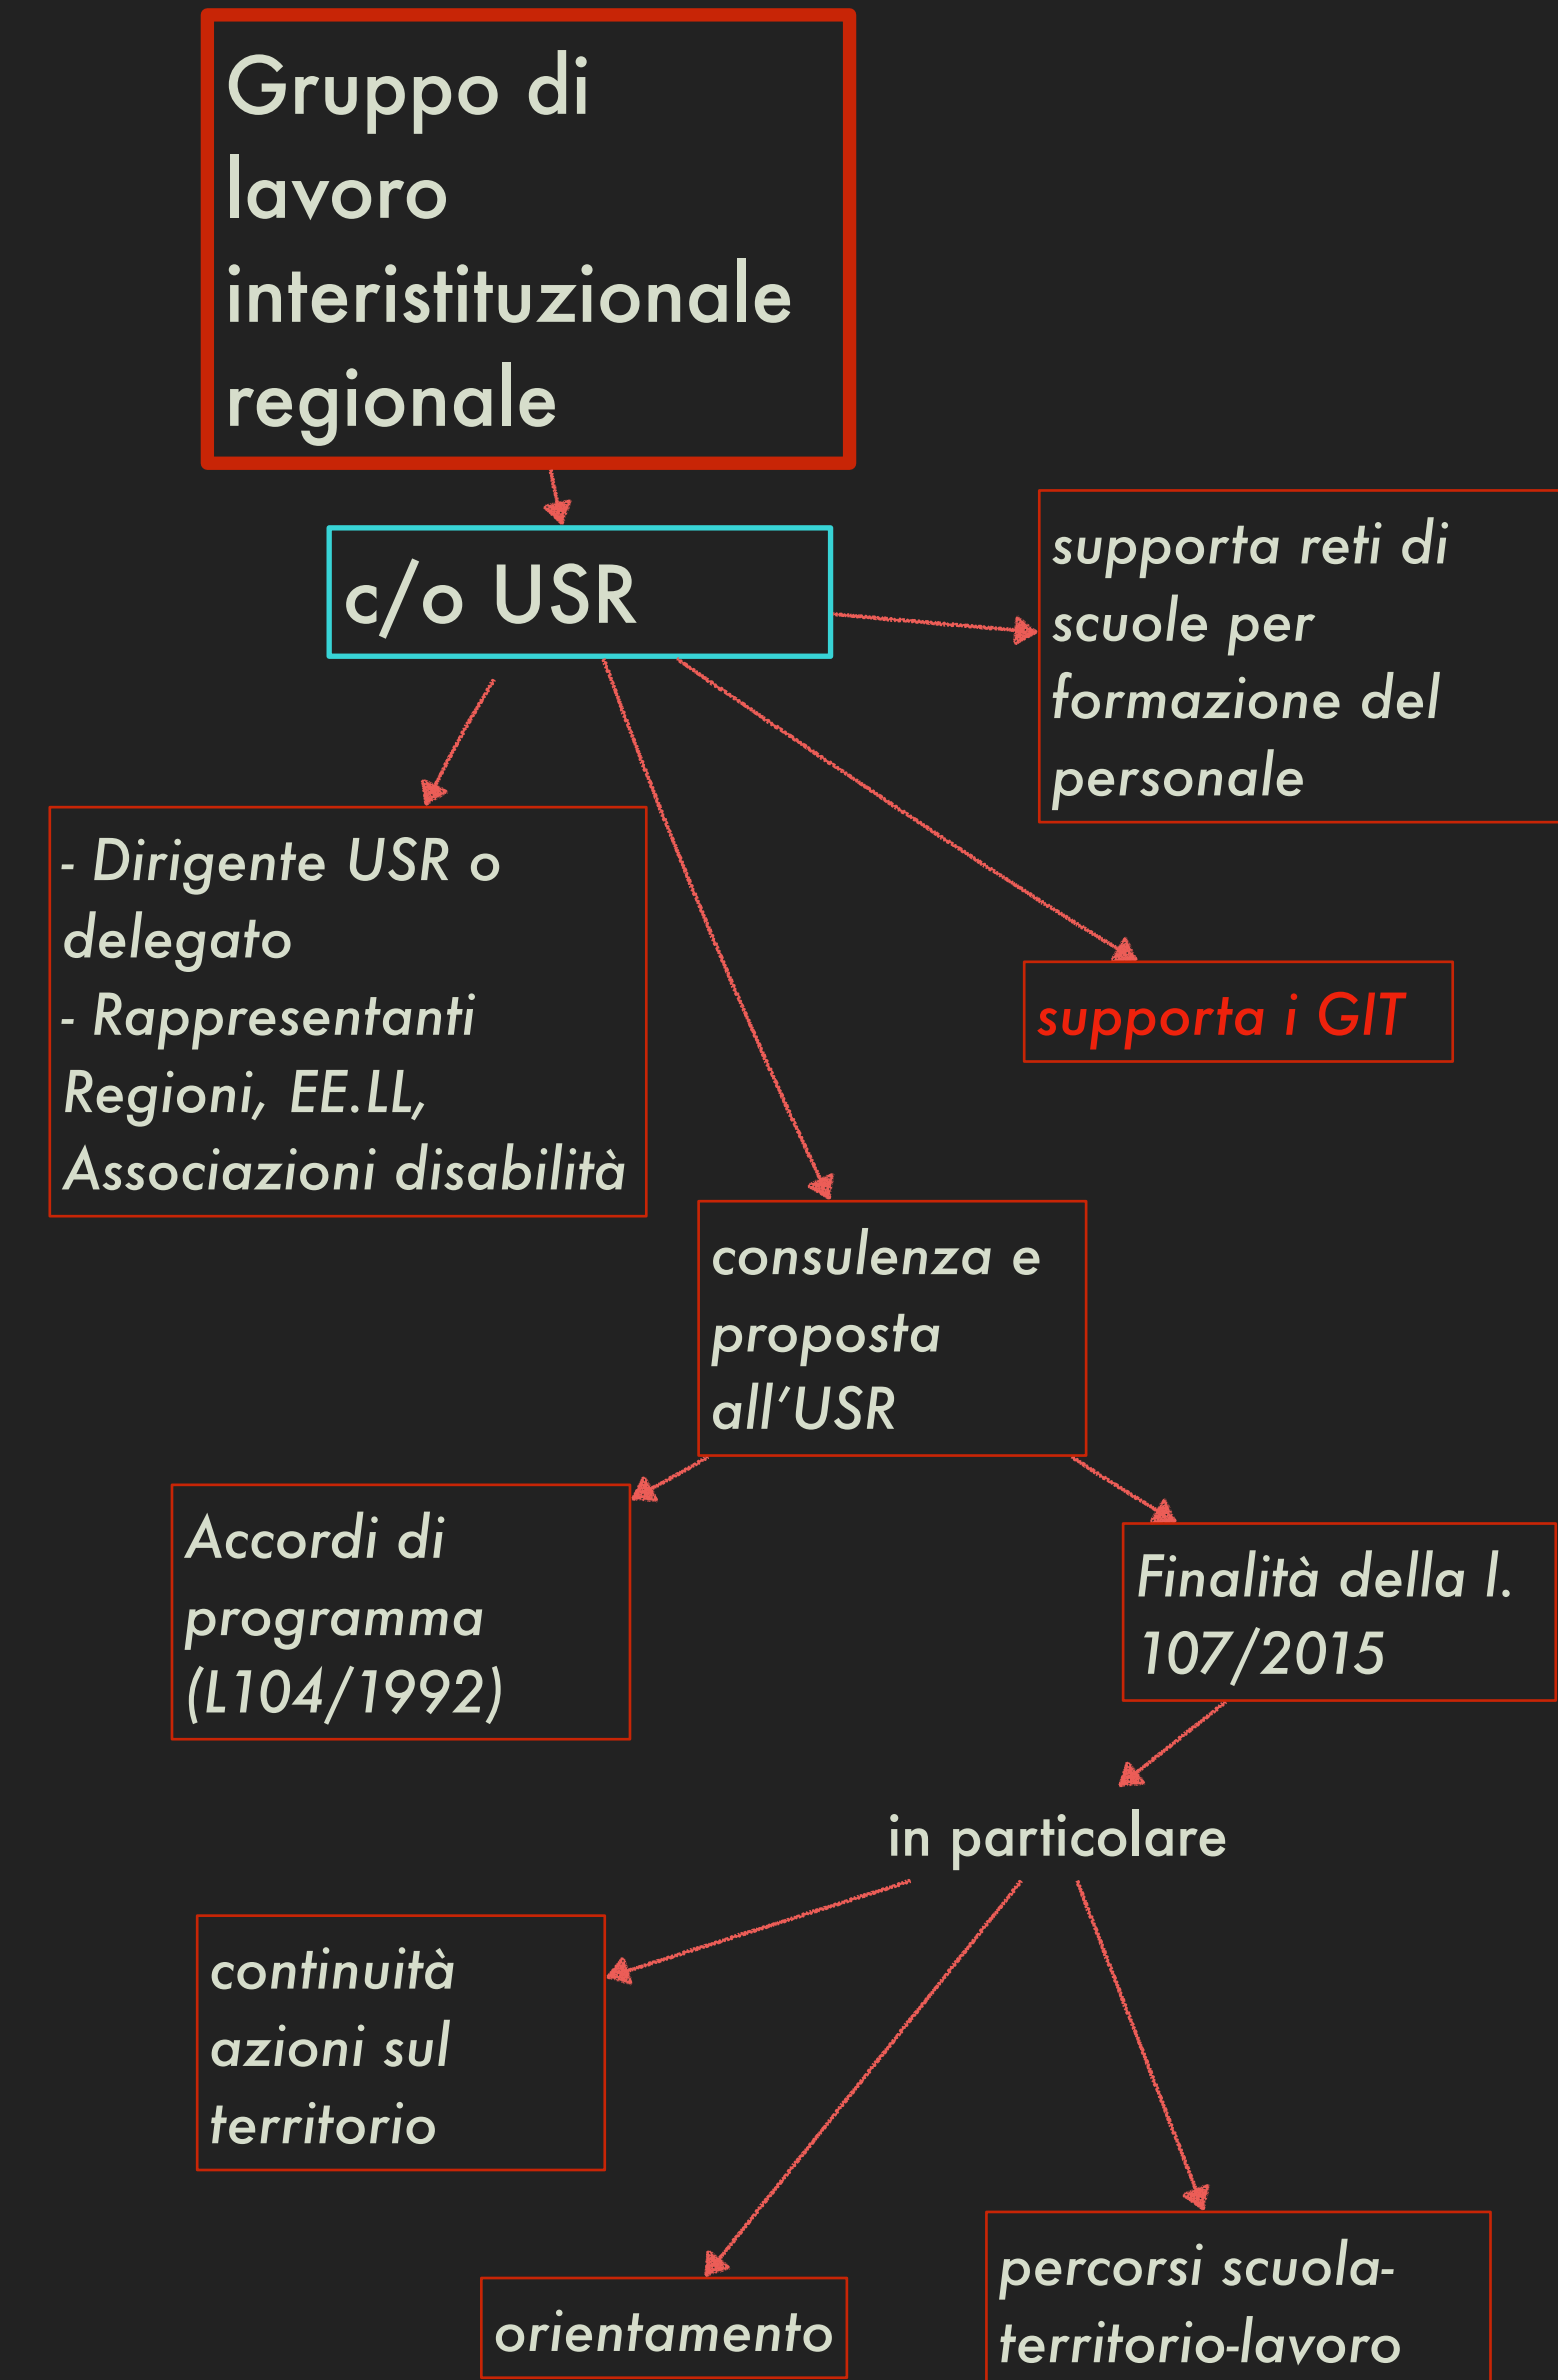 Gruppo di
lavoro
interistituzionale
regionale
c/o USR
supporta reti di
scuole per
formazione del
personale
- Dirigente USR o
delegato
- Rappresentanti
Regioni, EE.LL,
Associazioni disabilità
supporta i GIT
consulenza e
proposta
all’USR
Accordi di
programma
(L104/1992)
Finalità della l.
107/2015
in particolare
continuità
azioni sul
territorio
orientamento
percorsi scuola-
territorio-lavoro